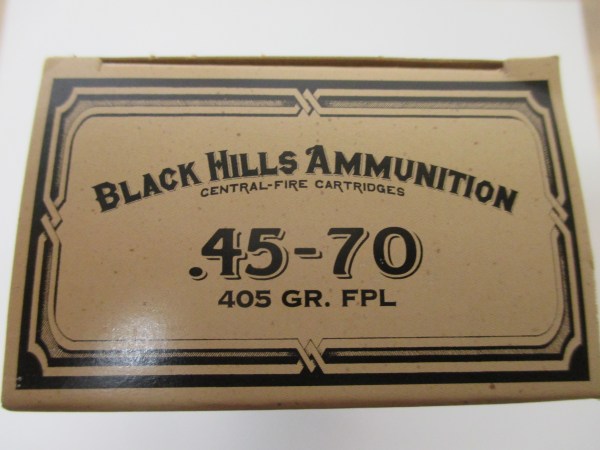 BLACK HILLS AMMUNITION
CENTRAL-FIRE CARTRIDGES
.45-70
405 GR. FPL